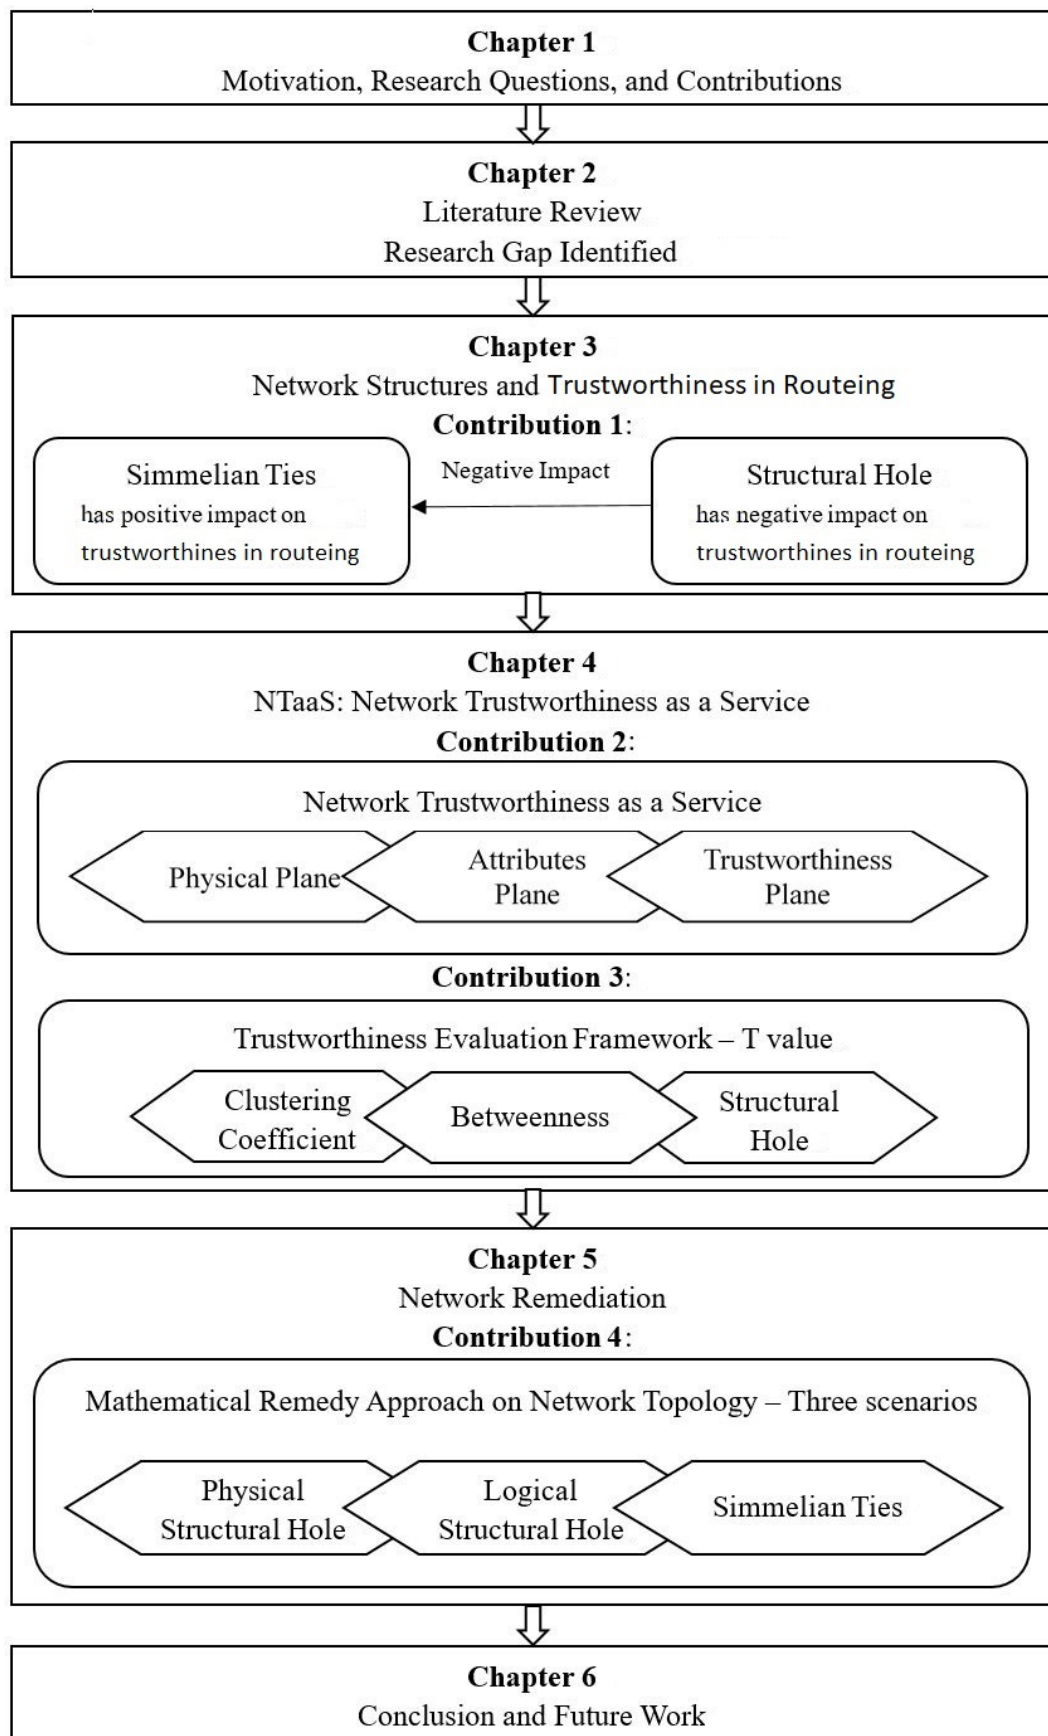 Chapter 1
Motivation, Research Questions, and Contributions
Chapter 2
Literature Review
Research Gap Identified
Chapter 3
Network Structures and Trustworthiness in Routeing
Contribution 1:
Simmelian Ties
has positive impact on
trustworthines in routeing
Negative Impact
Structural Hole
has negative impact on
trustworthines in routeing
Chapter 4
NTaaS: Network Trustworthiness as a Service
Contribution 2:
Network Trustworthiness as a Service
Physical Plane
Attributes
Plane
Trustworthiness
Plane
Contribution 3:
Trustworthiness Evaluation Framework – T value
Clustering
Coefficient
Betweenness
Structural
Hole
Chapter 5
Network Remediation
Contribution 4:
Mathematical Remedy Approach on Network Topology – Three scenarios
Physical
Structural Hole
Logical
Structural Hole
Simmelian Ties
Chapter 6
Conclusion and Future Work